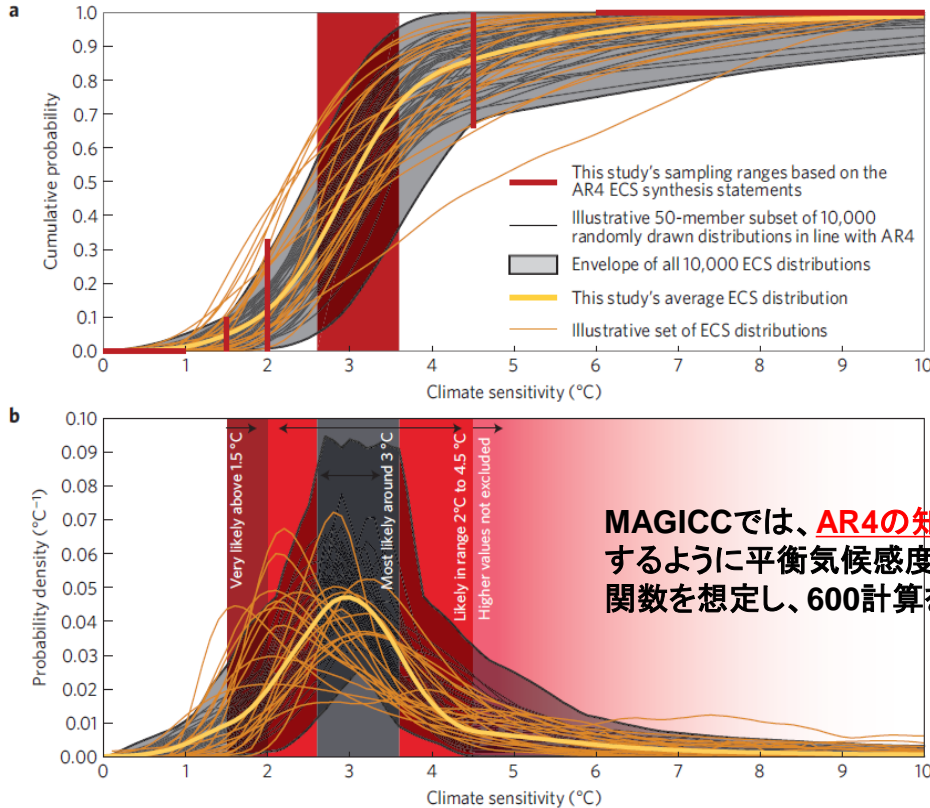 a
1.0
0.9
0.8
0.7
0.6
0.5
0.4
0.3
0.2
0.1
0.0
Cumulative probability
This study's sampling ranges based on the
AR4 ECS synthesis statements
Illustrative 50-member subset of 10,000
randomly drawn distributions in line with AR4
Envelope of all 10,000 ECS distributions
This study's average ECS distribution
Illustrative set of ECS distributions
0 1 2 3 4 5 6 7 8 9 10
Climate sensitivity (°C)
b
0.10
0.09
0.08
0.07
0.06
0.05
0.04
0.03
0.02
0.01
0.00
Probability density (°C⁻¹)
Very likely above 1.5 °C
Most likely around 3 °C
Likely in range 2°C to 4.5 °C
Higher values not excluded
MAGICCでは、AR4の知
するように平衡気候感度
関数を想定し、600計算を
0 1 2 3 4 5 6 7 8 9 10
Climate sensitivity (°C)